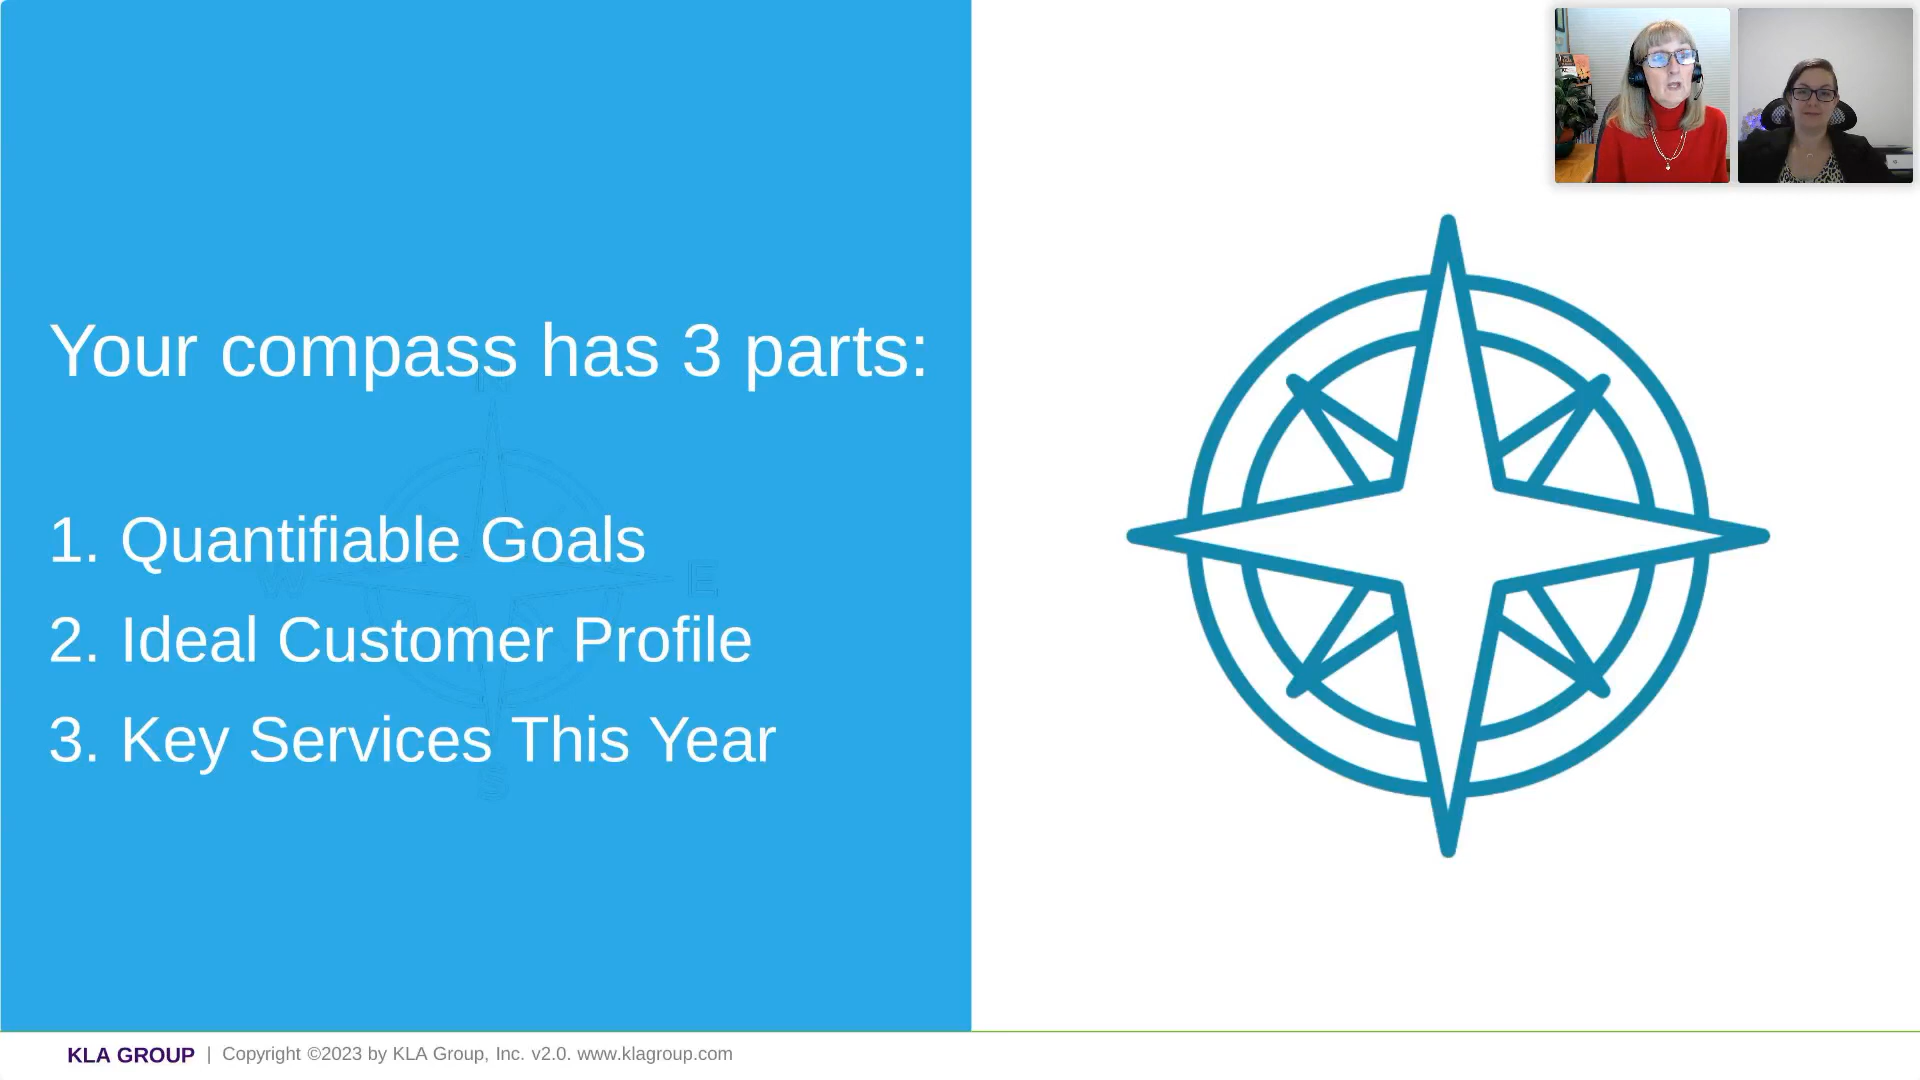 Your compass has 3 parts:
1. Quantifiable Goals
2. Ideal Customer Profile
3. Key Services This Year
N
W
E
S
KLA GROUP | Copyright ©2023 by KLA Group, Inc. v2.0. www.klagroup.com